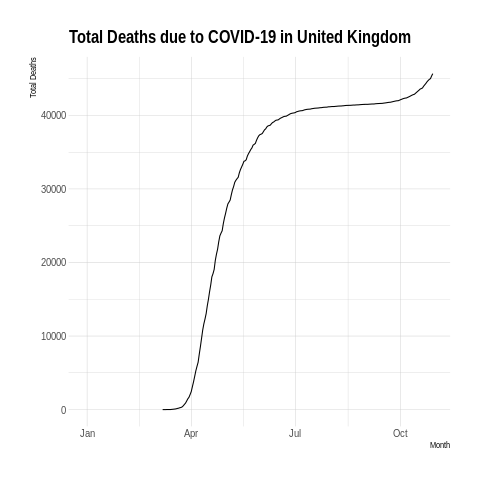 Total Deaths due to COVID-19 in United Kingdom
Total Deaths
40000
30000
20000
10000
0
Jan Apr Jul Oct
Month